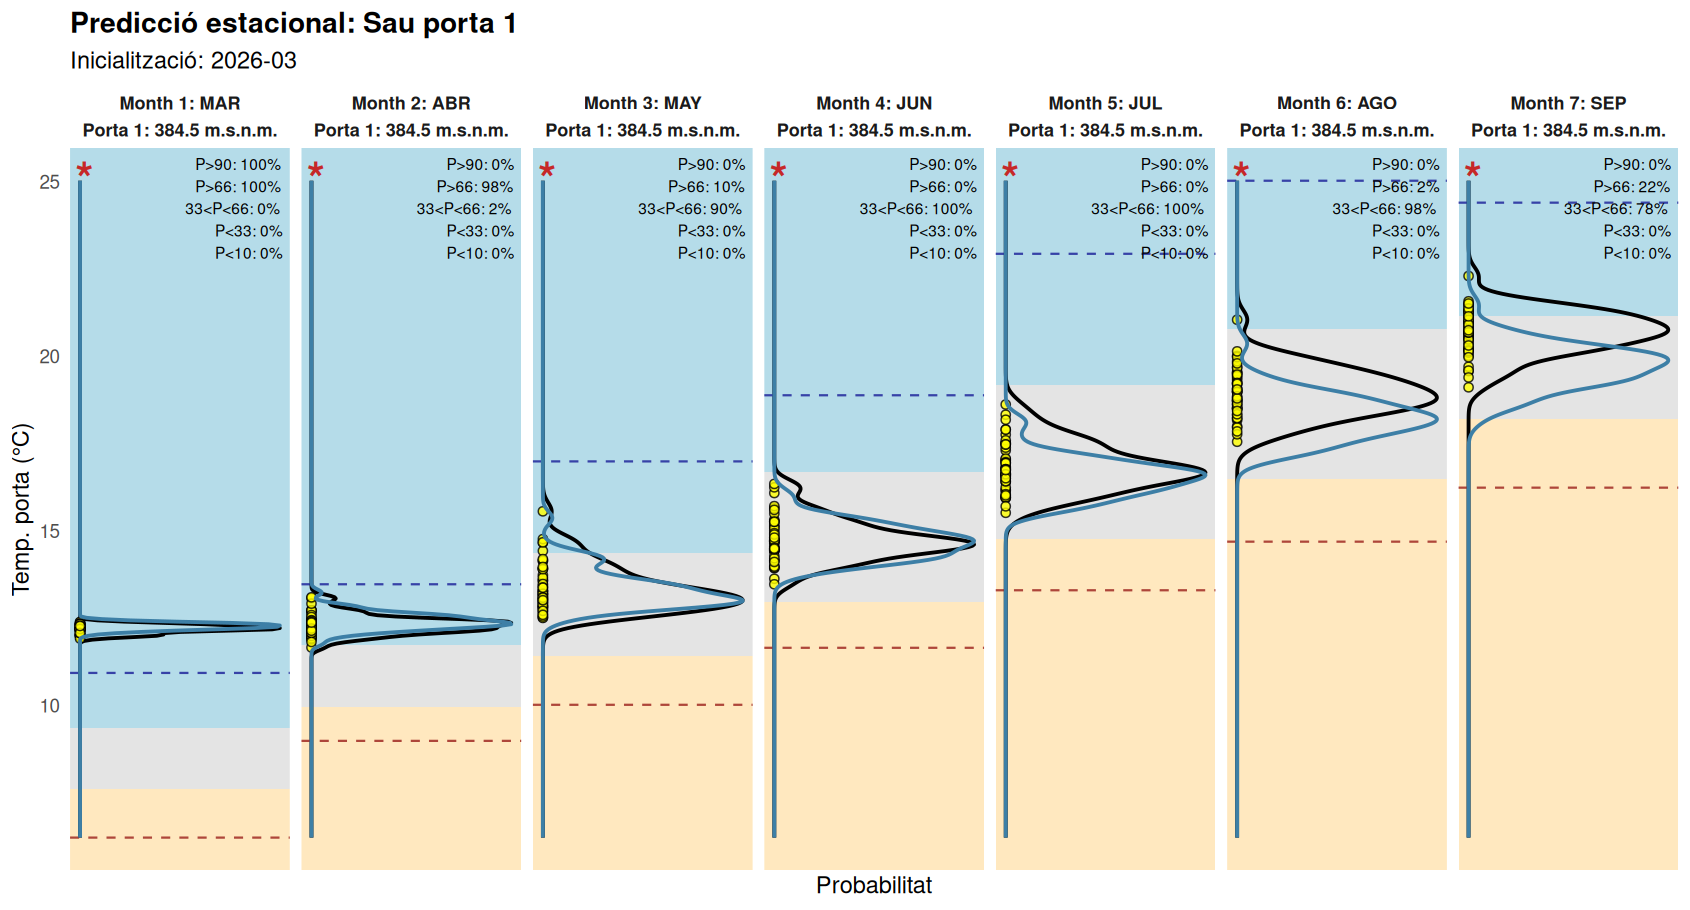 Predicció estacional: Sau porta 1
Inicialització: 2026-03
Month 1: MAR
Porta 1: 384.5 m.s.n.m.
Month 2: ABR
Porta 1: 384.5 m.s.n.m.
Month 3: MAY
Porta 1: 384.5 m.s.n.m.
Month 4: JUN
Porta 1: 384.5 m.s.n.m.
Month 5: JUL
Porta 1: 384.5 m.s.n.m.
Month 6: AGO
Porta 1: 384.5 m.s.n.m.
Month 7: SEP
Porta 1: 384.5 m.s.n.m.
Temp. porta (°C)
25
20
15
10
*
P>90: 100%
P>66: 100%
33<P<66: 0%
P<33: 0%
P<10: 0%
*
P>90: 0%
P>66: 98%
33<P<66: 2%
P<33: 0%
P<10: 0%
*
P>90: 0%
P>66: 10%
33<P<66: 90%
P<33: 0%
P<10: 0%
*
P>90: 0%
P>66: 0%
33<P<66: 100%
P<33: 0%
P<10: 0%
*
P>90: 0%
P>66: 0%
33<P<66: 100%
P<33: 0%
P<10: 0%
*
P>90: 0%
P>66: 2%
33<P<66: 98%
P<33: 0%
P<10: 0%
*
P>90: 0%
P>66: 22%
33<P<66: 78%
P<33: 0%
P<10: 0%
Probabilitat